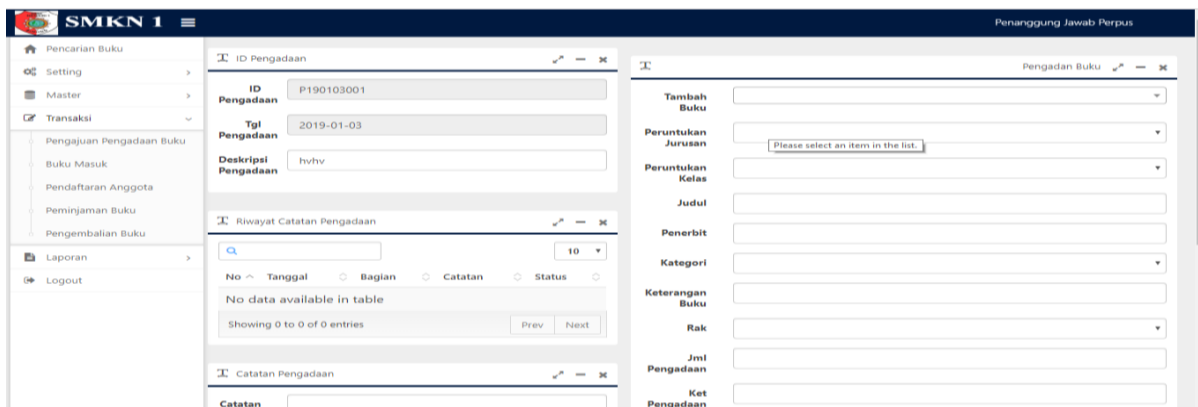 SMKN 1
Penanggung Jawab Perpus
Pencarian Buku
Setting
Master
Transaksi
Pengajuan Pengadaan Buku
Buku Masuk
Pendaftaran Anggota
Peminjaman Buku
Pengembalian Buku
Laporan
Logout
ID Pengadaan
ID Pengadaan P190103001
Tgl Pengadaan 2019-01-03
Deskripsi Pengadaan hvhv
Riwayat Catatan Pengadaan
10
No Tanggal Bagian Catatan Status
No data available in table
Showing 0 to 0 of 0 entries Prev Next
Catatan Pengadaan
Catatan
Pengadan Buku
Tambah
Buku
Peruntukan
Jurusan
Please select an item in the list.
Peruntukan
Kelas
Judul
Penerbit
Kategori
Keterangan
Buku
Rak
Jml
Pengadaan
Ket
Pengadaan